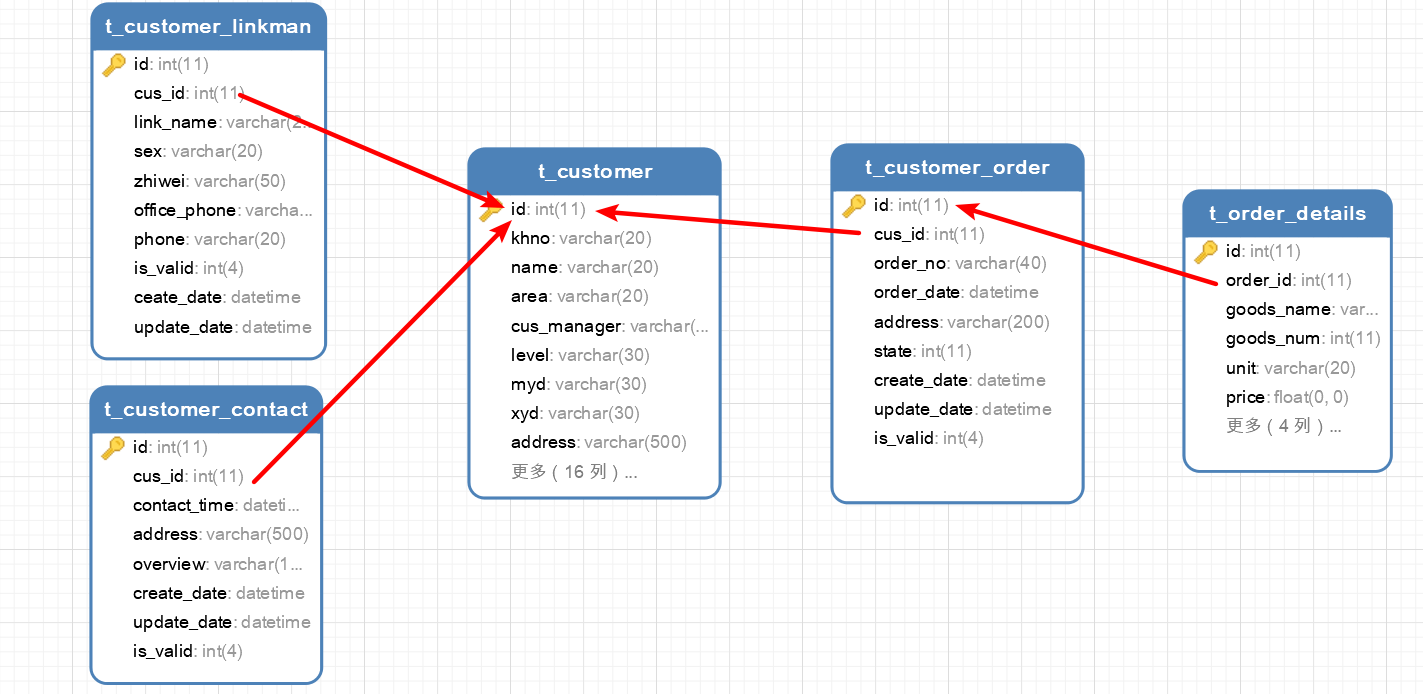 t_customer_linkman
id: int(11)
cus_id: int(11)
link_name: varchar(2...
sex: varchar(20)
zhiwei: varchar(50)
office_phone: varcha...
phone: varchar(20)
is_valid: int(4)
ceate_date: datetime
update_date: datetime
t_customer_contact
id: int(11)
cus_id: int(11)
contact_time: dateti...
address: varchar(500)
overview: varchar(1...
create_date: datetime
update_date: datetime
is_valid: int(4)
t_customer
id: int(11)
khno: varchar(20)
name: varchar(20)
area: varchar(20)
cus_manager: varchar(...
level: varchar(30)
myd: varchar(30)
xyd: varchar(30)
address: varchar(500)
更多 ( 16 列 ) ...
t_customer_order
id: int(11)
cus_id: int(11)
order_no: varchar(40)
order_date: datetime
address: varchar(200)
state: int(11)
create_date: datetime
update_date: datetime
is_valid: int(4)
t_order_details
id: int(11)
order_id: int(11)
goods_name: var...
goods_num: int(11)
unit: varchar(20)
price: float(0, 0)
更多 ( 4 列 ) ...